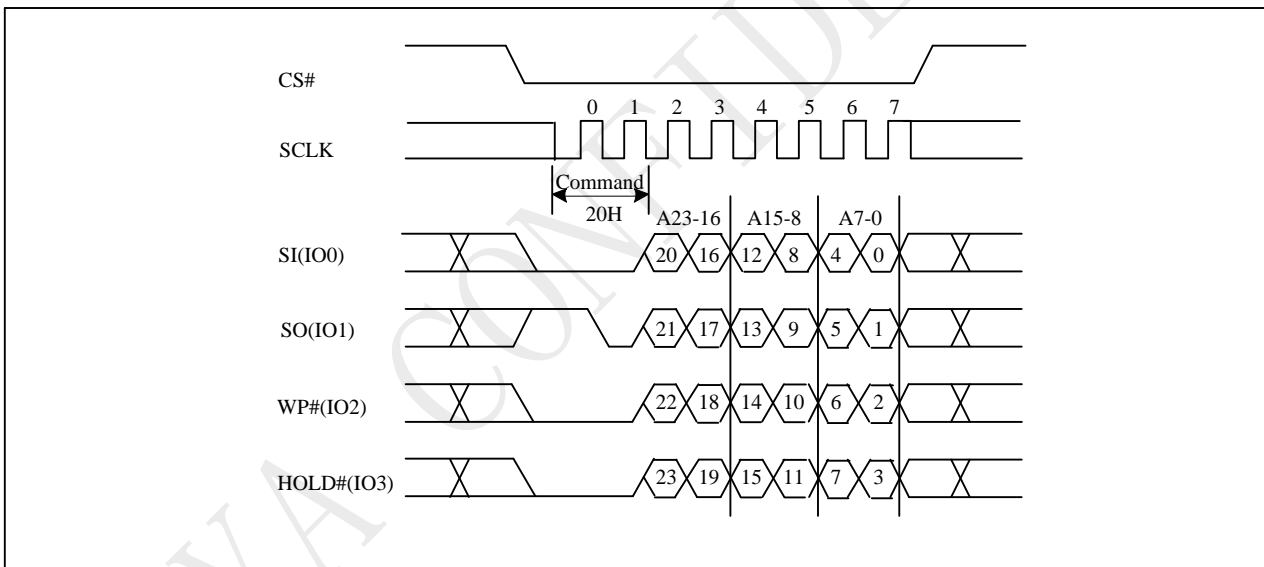 CS#
0 1 2 3 4 5 6 7
SCLK
Command
20H
A23-16 A15-8 A7-0
SI(IO0) 20 16 12 8 4 0
SO(IO1) 21 17 13 9 5 1
WP#(IO2) 22 18 14 10 6 2
HOLD#(IO3) 23 19 15 11 7 3